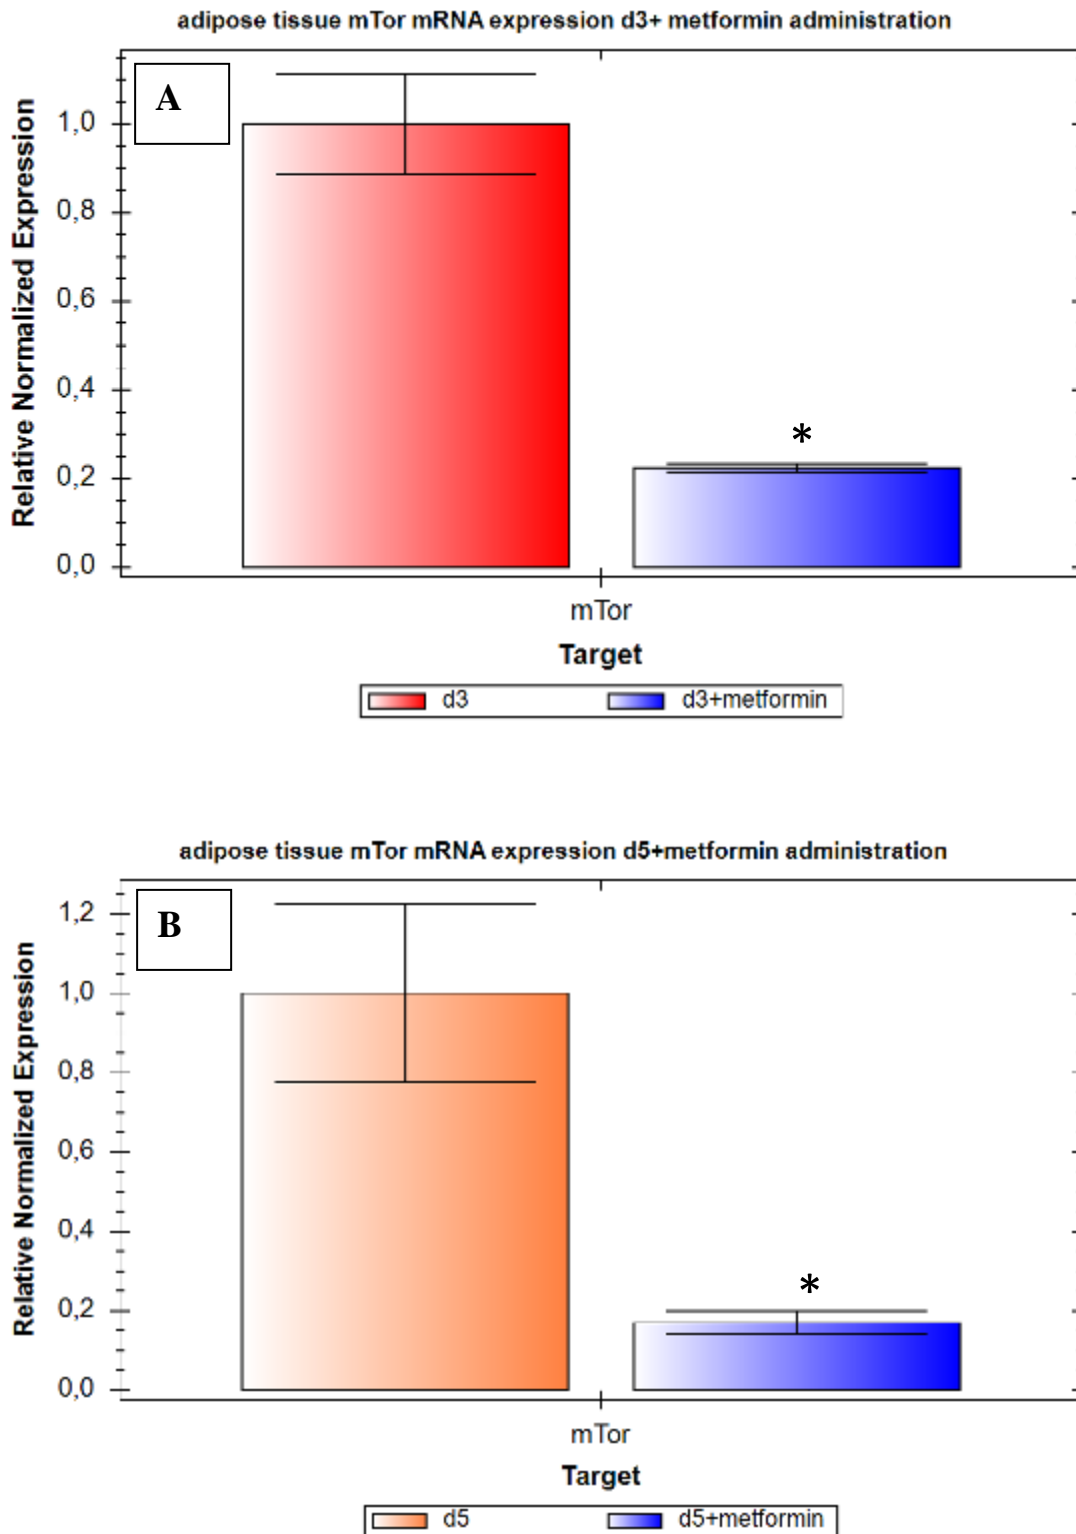 adipose tissue mTor mRNA expression d3+ metformin administration
A
Relative Normalized Expression
1,0
0,8
0,6
0,4
0,2
0,0
*
mTor
Target
d3 d3+metformin
adipose tissue mTor mRNA expression d5+metformin administration
B
Relative Normalized Expression
1,2
1,0
0,8
0,6
0,4
0,2
0,0
*
mTor
Target
d5 d5+metformin